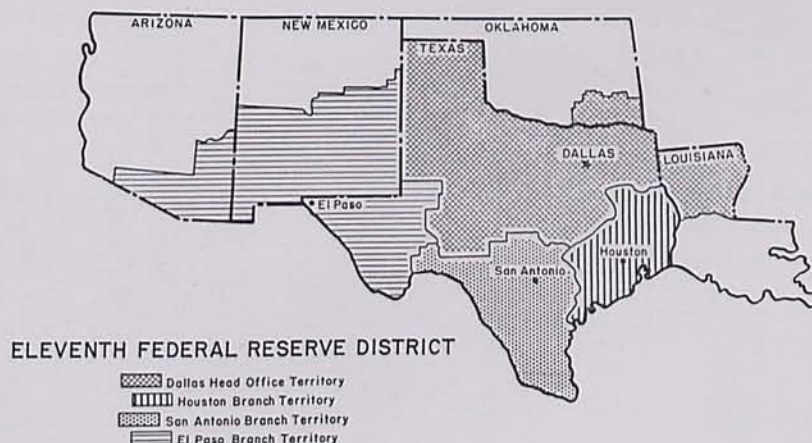 ARIZONA
NEW MEXICO
OKLAHOMA
TEXAS
DALLAS
LOUISIANA
El Paso
Houston
San Antonio
ELEVENTH FEDERAL RESERVE DISTRICT
Dallas Head Office Territory
Houston Branch Territory
San Antonio Branch Territory
El Paso Branch Territory